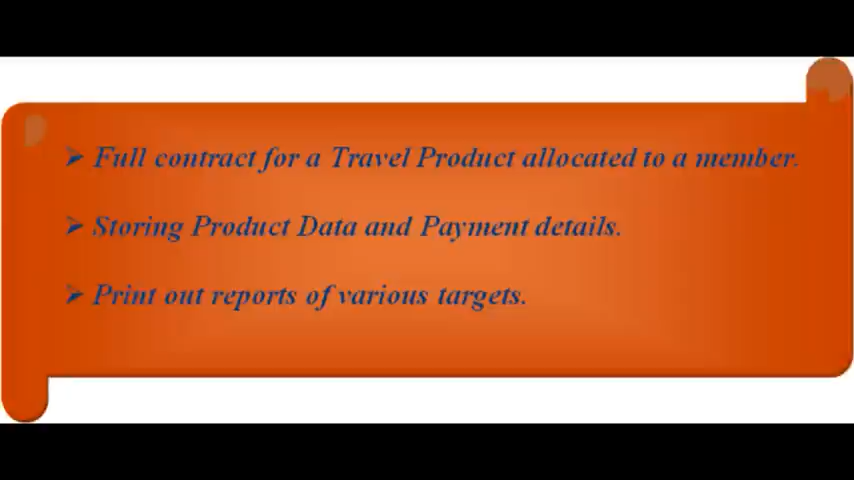 ➢ Full contract for a Travel Product allocated to a member.
➢ Storing Product Data and Payment details.
➢ Print out reports of various targets.